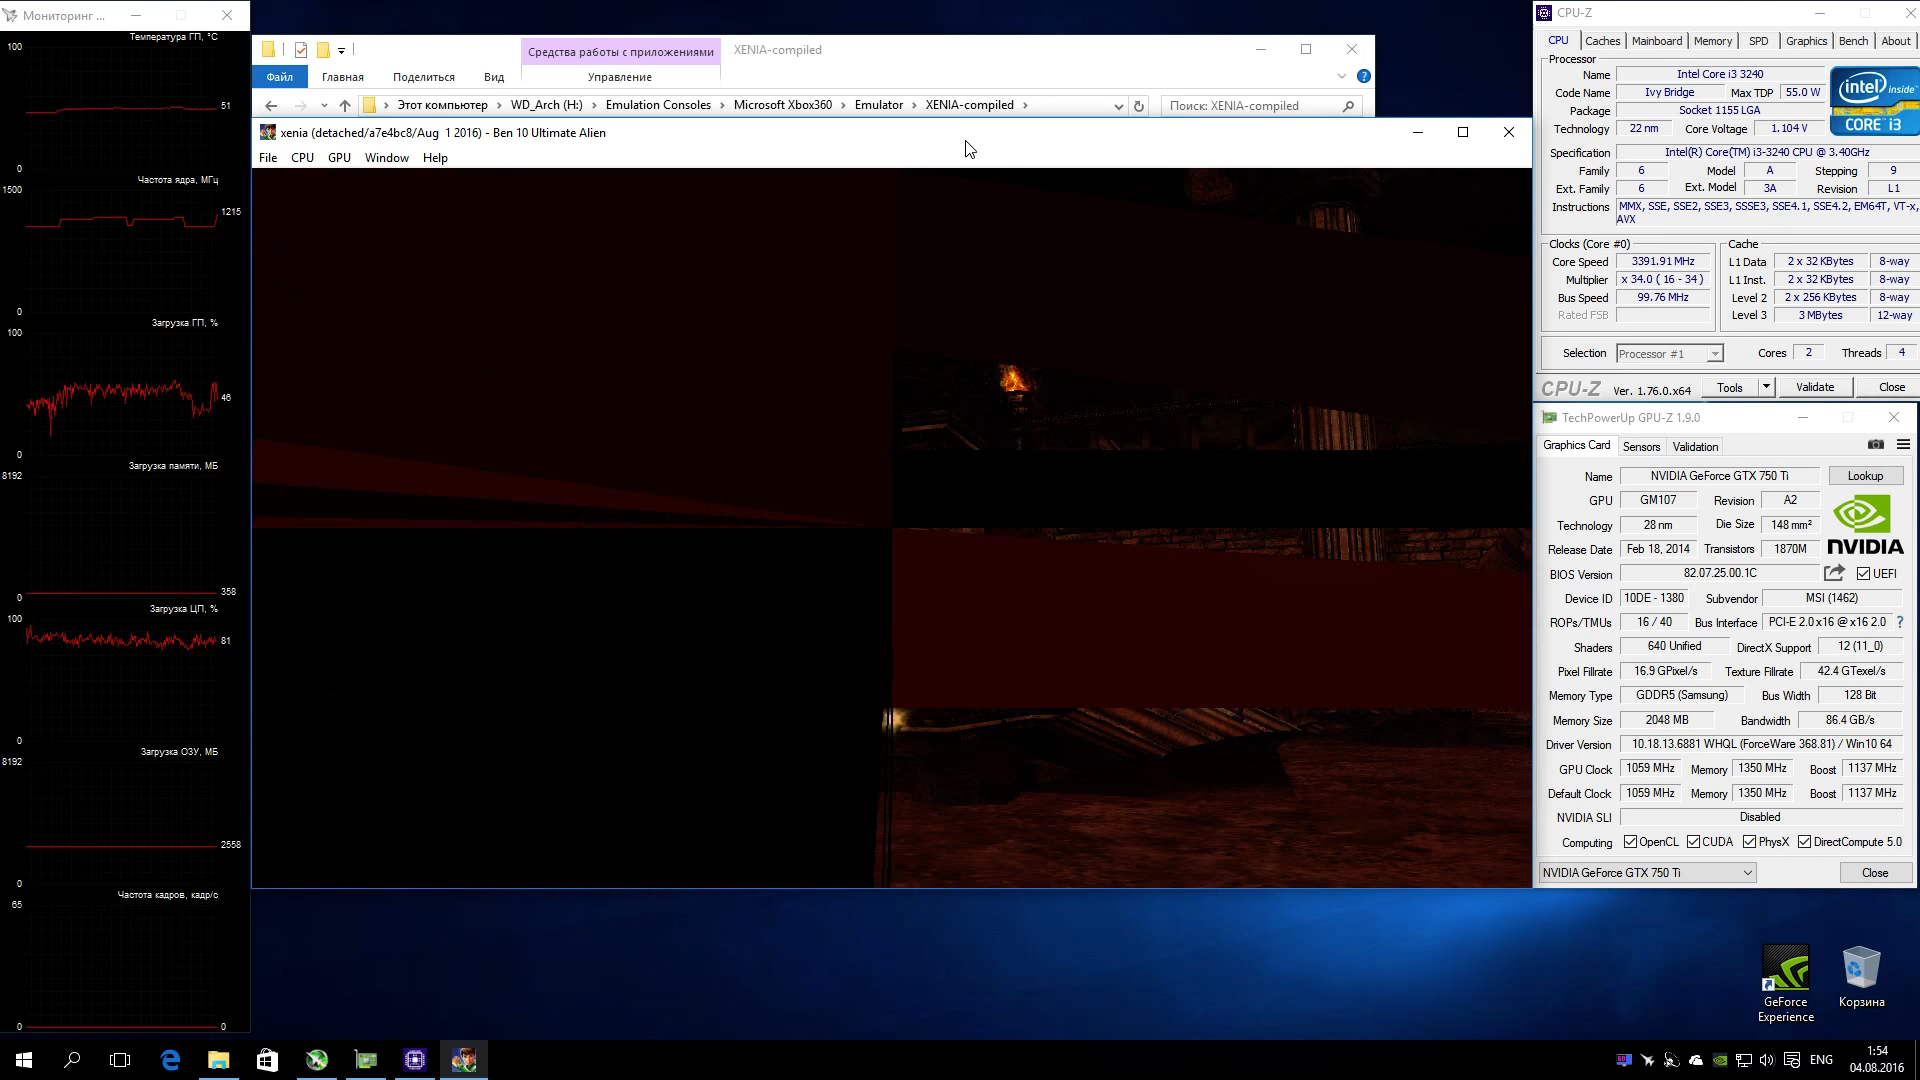 Мониторинг ...
Температура ГП, °C
100
51
0
Частота ядра, МГц
1500
1215
0
Загрузка ГП, %
100
46
0
Загрузка памяти, МБ
8192
358
0
Загрузка ЦП, %
100
81
0
Загрузка ОЗУ, МБ
8192
2558
0
Частота кадров, кадр/с
65
0
0
Средства работы с приложениями
XENIA-compiled
Файл
Главная
Поделиться
Вид
Управление
Этот компьютер
WD_Arch (H:)
Emulation Consoles
Microsoft Xbox360
Emulator
XENIA-compiled
Поиск: XENIA-compiled
xenia (detached/a7e4bc8/Aug  1 2016) - Ben 10 Ultimate Alien
File CPU GPU Window Help
CPU-Z
CPU Caches Mainboard Memory SPD Graphics Bench About
Processor
Name Intel Core i3 3240
Code Name Ivy Bridge Max TDP 55.0 W
Package Socket 1155 LGA
Technology 22 nm Core Voltage 1.104 V
intel inside™
CORE i3
Specification Intel(R) Core(TM) i3-3240 CPU @ 3.40GHz
Family 6 Model A Stepping 9
Ext. Family 6 Ext. Model 3A Revision L1
Instructions MMX, SSE, SSE2, SSE3, SSSE3, SSE4.1, SSE4.2, EM64T, VT-x,
AVX
Clocks (Core #0)
Core Speed 3391.91 MHz
Multiplier x 34.0 ( 16 - 34 )
Bus Speed 99.76 MHz
Rated FSB
Cache
L1 Data 2 x 32 KBytes 8-way
L1 Inst. 2 x 32 KBytes 8-way
Level 2 2 x 256 KBytes 8-way
Level 3 3 MBytes 12-way
Selection Processor #1 Cores 2 Threads 4
CPU-Z Ver. 1.76.0.x64 Tools Validate Close
TechPowerUp GPU-Z 1.9.0
Graphics Card Sensors Validation
Name NVIDIA GeForce GTX 750 Ti Lookup
GPU GM107 Revision A2
Technology 28 nm Die Size 148 mm²
Release Date Feb 18, 2014 Transistors 1870M
NVIDIA
BIOS Version 82.07.25.00.1C UEFI
Device ID 10DE - 1380 Subvendor MSI (1462)
ROPs/TMUs 16 / 40 Bus Interface PCI-E 2.0 x16 @ x16 2.0 ?
Shaders 640 Unified DirectX Support 12 (11_0)
Pixel Fillrate 16.9 GPixel/s Texture Fillrate 42.4 GTexel/s
Memory Type GDDR5 (Samsung) Bus Width 128 Bit
Memory Size 2048 MB Bandwidth 86.4 GB/s
Driver Version 10.18.13.6881 WHQL (ForceWare 368.81) / Win10 64
GPU Clock 1059 MHz Memory 1350 MHz Boost 1137 MHz
Default Clock 1059 MHz Memory 1350 MHz Boost 1137 MHz
NVIDIA SLI Disabled
Computing OpenCL CUDA PhysX DirectCompute 5.0
NVIDIA GeForce GTX 750 Ti Close
GeForce
Experience
Корзина
ENG
1:54
04.08.2016